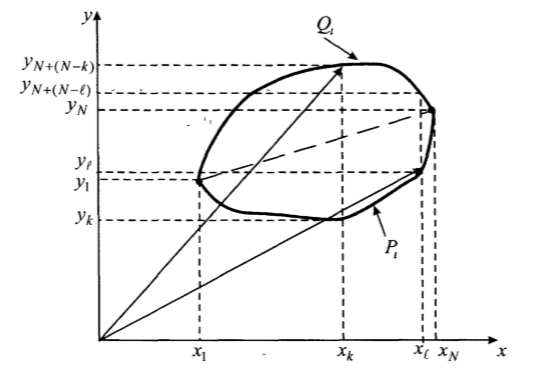 y
Q_i
y_{N+(N-k)}
y_{N+(N-ℓ)}
y_N
y_ℓ
y_1
y_k
P_i
x_1
x_k
x_ℓ
x_N
x